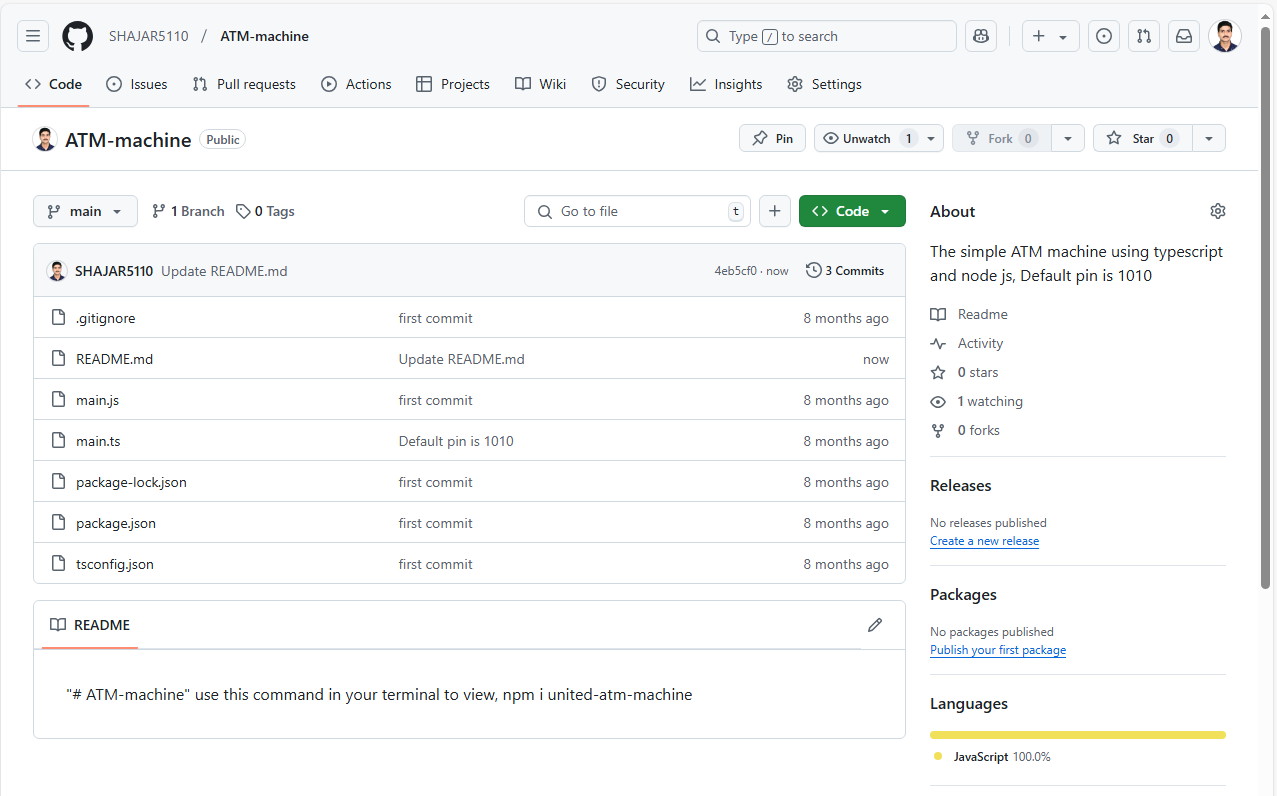 SHAJAR5110 / ATM-machine Type / to search
Code Issues Pull requests Actions Projects Wiki Security Insights Settings
ATM-machine Public Pin Unwatch 1 Fork 0 Star 0
main 1 Branch 0 Tags Go to file t Code
SHAJAR5110 Update README.md 4eb5cf0 · now 3 Commits
.gitignore first commit 8 months ago
README.md Update README.md now
main.js first commit 8 months ago
main.ts Default pin is 1010 8 months ago
package-lock.json first commit 8 months ago
package.json first commit 8 months ago
tsconfig.json first commit 8 months ago
README
"# ATM-machine" use this command in your terminal to view, npm i united-atm-machine
About
The simple ATM machine using typescript
and node js, Default pin is 1010
Readme
Activity
0 stars
1 watching
0 forks
Releases
No releases published
Create a new release
Packages
No packages published
Publish your first package
Languages
JavaScript 100.0%